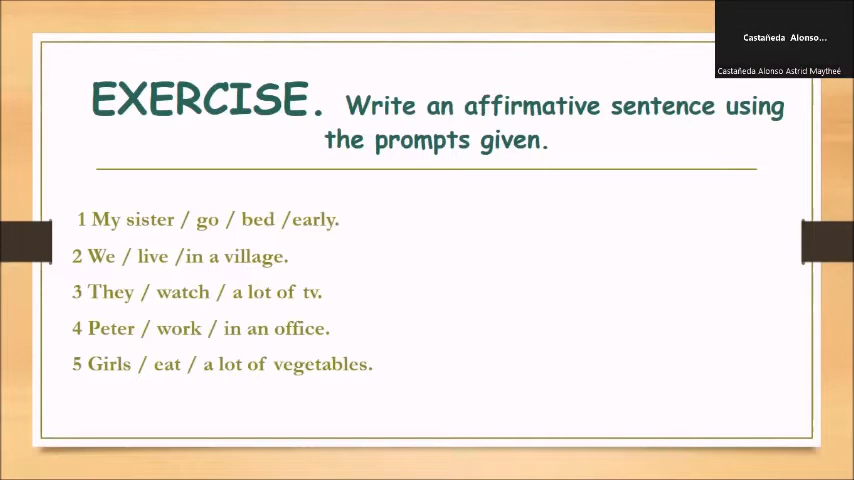 Castañeda Alonso...
Castañeda Alonso Astrid Maytheé
EXERCISE. Write an affirmative sentence using
the prompts given.
1 My sister / go / bed /early.
2 We / live /in a village.
3 They / watch / a lot of tv.
4 Peter / work / in an office.
5 Girls / eat / a lot of vegetables.